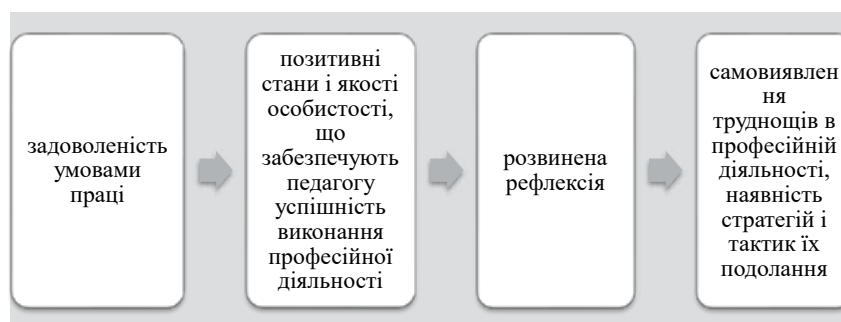 задоволеність
умовами
праці
позитивні
стани і якості
особистості,
що
забезпечують
педагогу
успішність
виконання
професійної
діяльності
розвинена
рефлексія
самовиявлен
ня
труднощів в
професійній
діяльності,
наявність
стратегій і
тактик їх
подолання